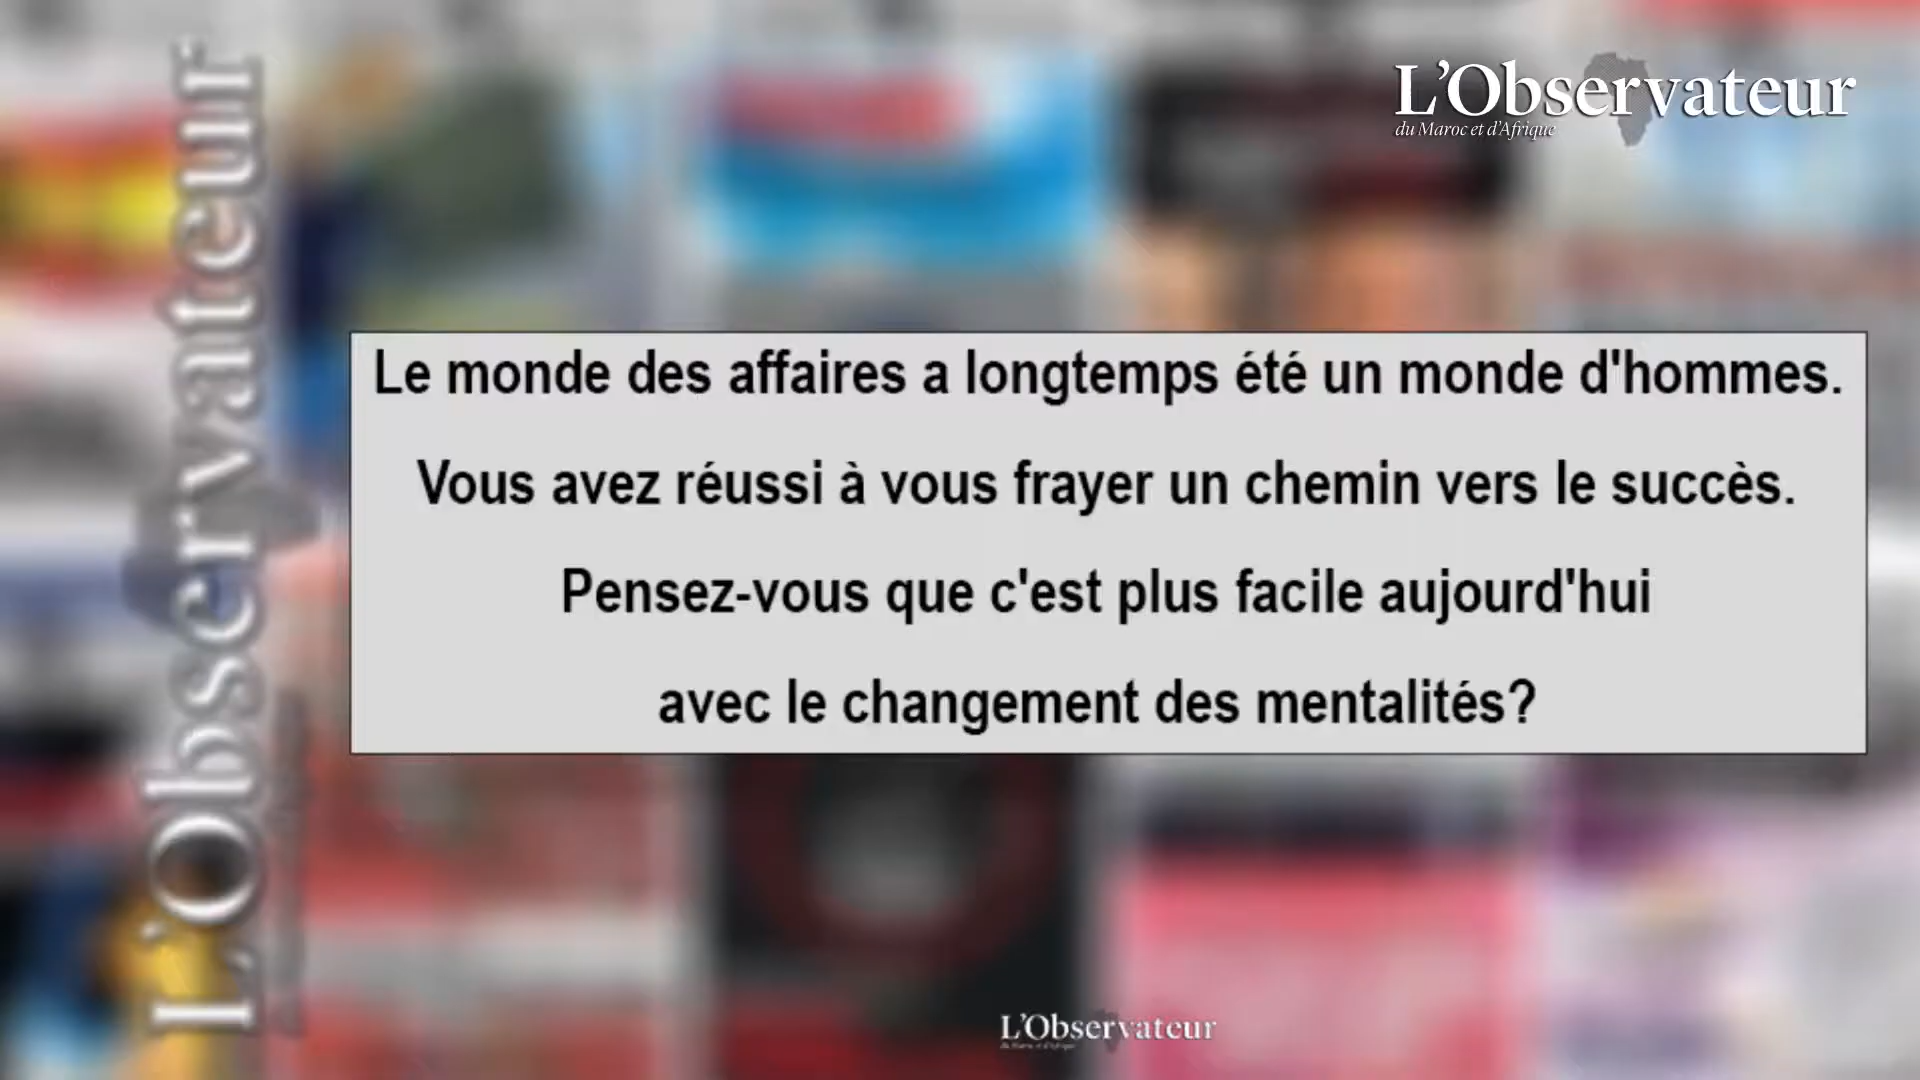 L'Observateur
du Maroc et d'Afrique
L'Observateur
Le monde des affaires a longtemps été un monde d'hommes.
Vous avez réussi à vous frayer un chemin vers le succès.
Pensez-vous que c'est plus facile aujourd'hui
avec le changement des mentalités?
L'Observateur